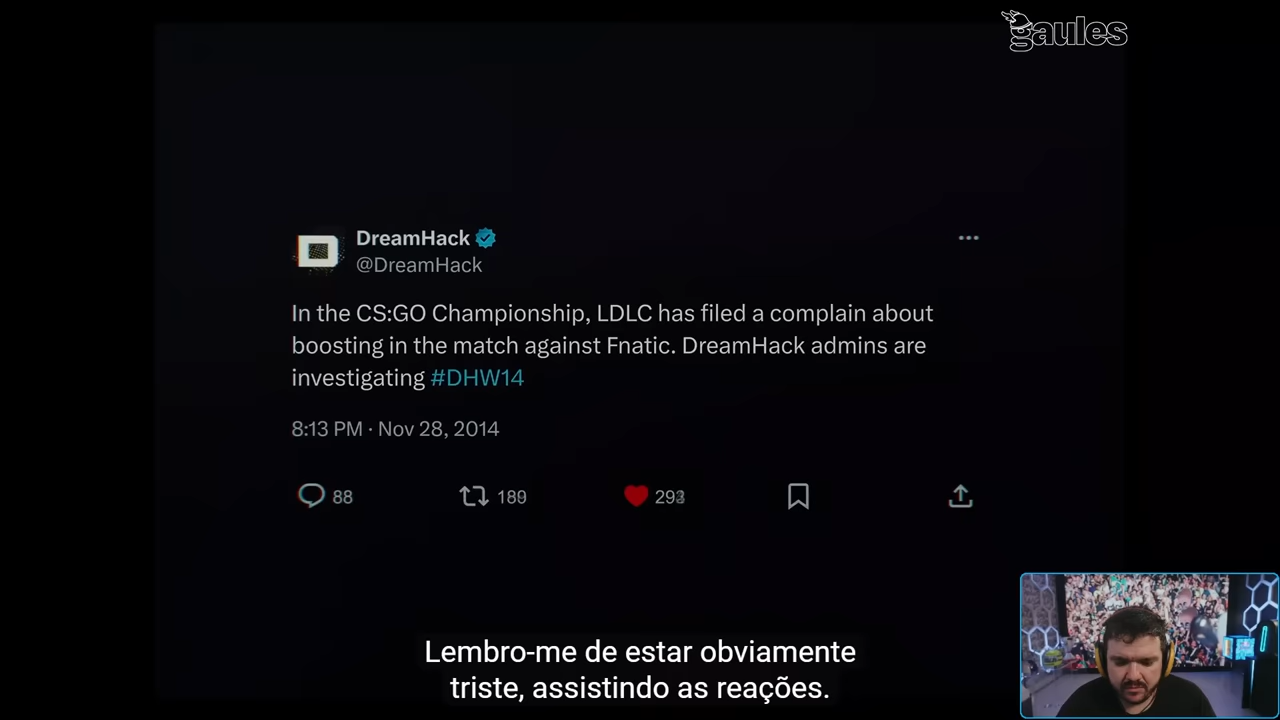 gaules
DreamHack
@DreamHack
In the CS:GO Championship, LDLC has filed a complain about
boosting in the match against Fnatic. DreamHack admins are
investigating #DHW14
8:13 PM · Nov 28, 2014
88 189
Lembro-me de estar obviamente
triste, assistindo as reações.